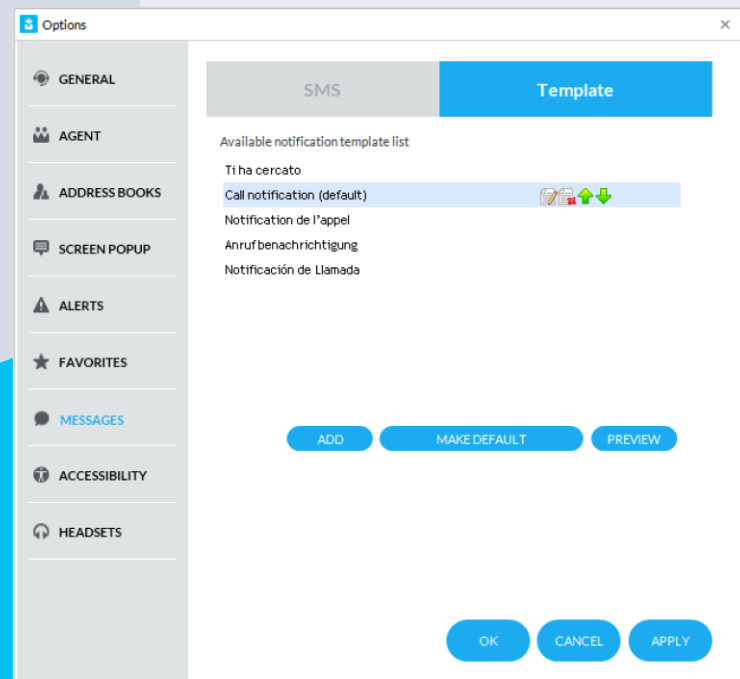 Options
GENERAL
AGENT
ADDRESS BOOKS
SCREEN POPUP
ALERTS
FAVORITES
MESSAGES
ACCESSIBILITY
HEADSETS
SMS
Template
Available notification template list
Ti ha cercato
Call notification (default)
Notification de l'appel
Anrufbenachrichtigung
Notificación de Llamada
ADD
MAKE DEFAULT
PREVIEW
OK
CANCEL
APPLY